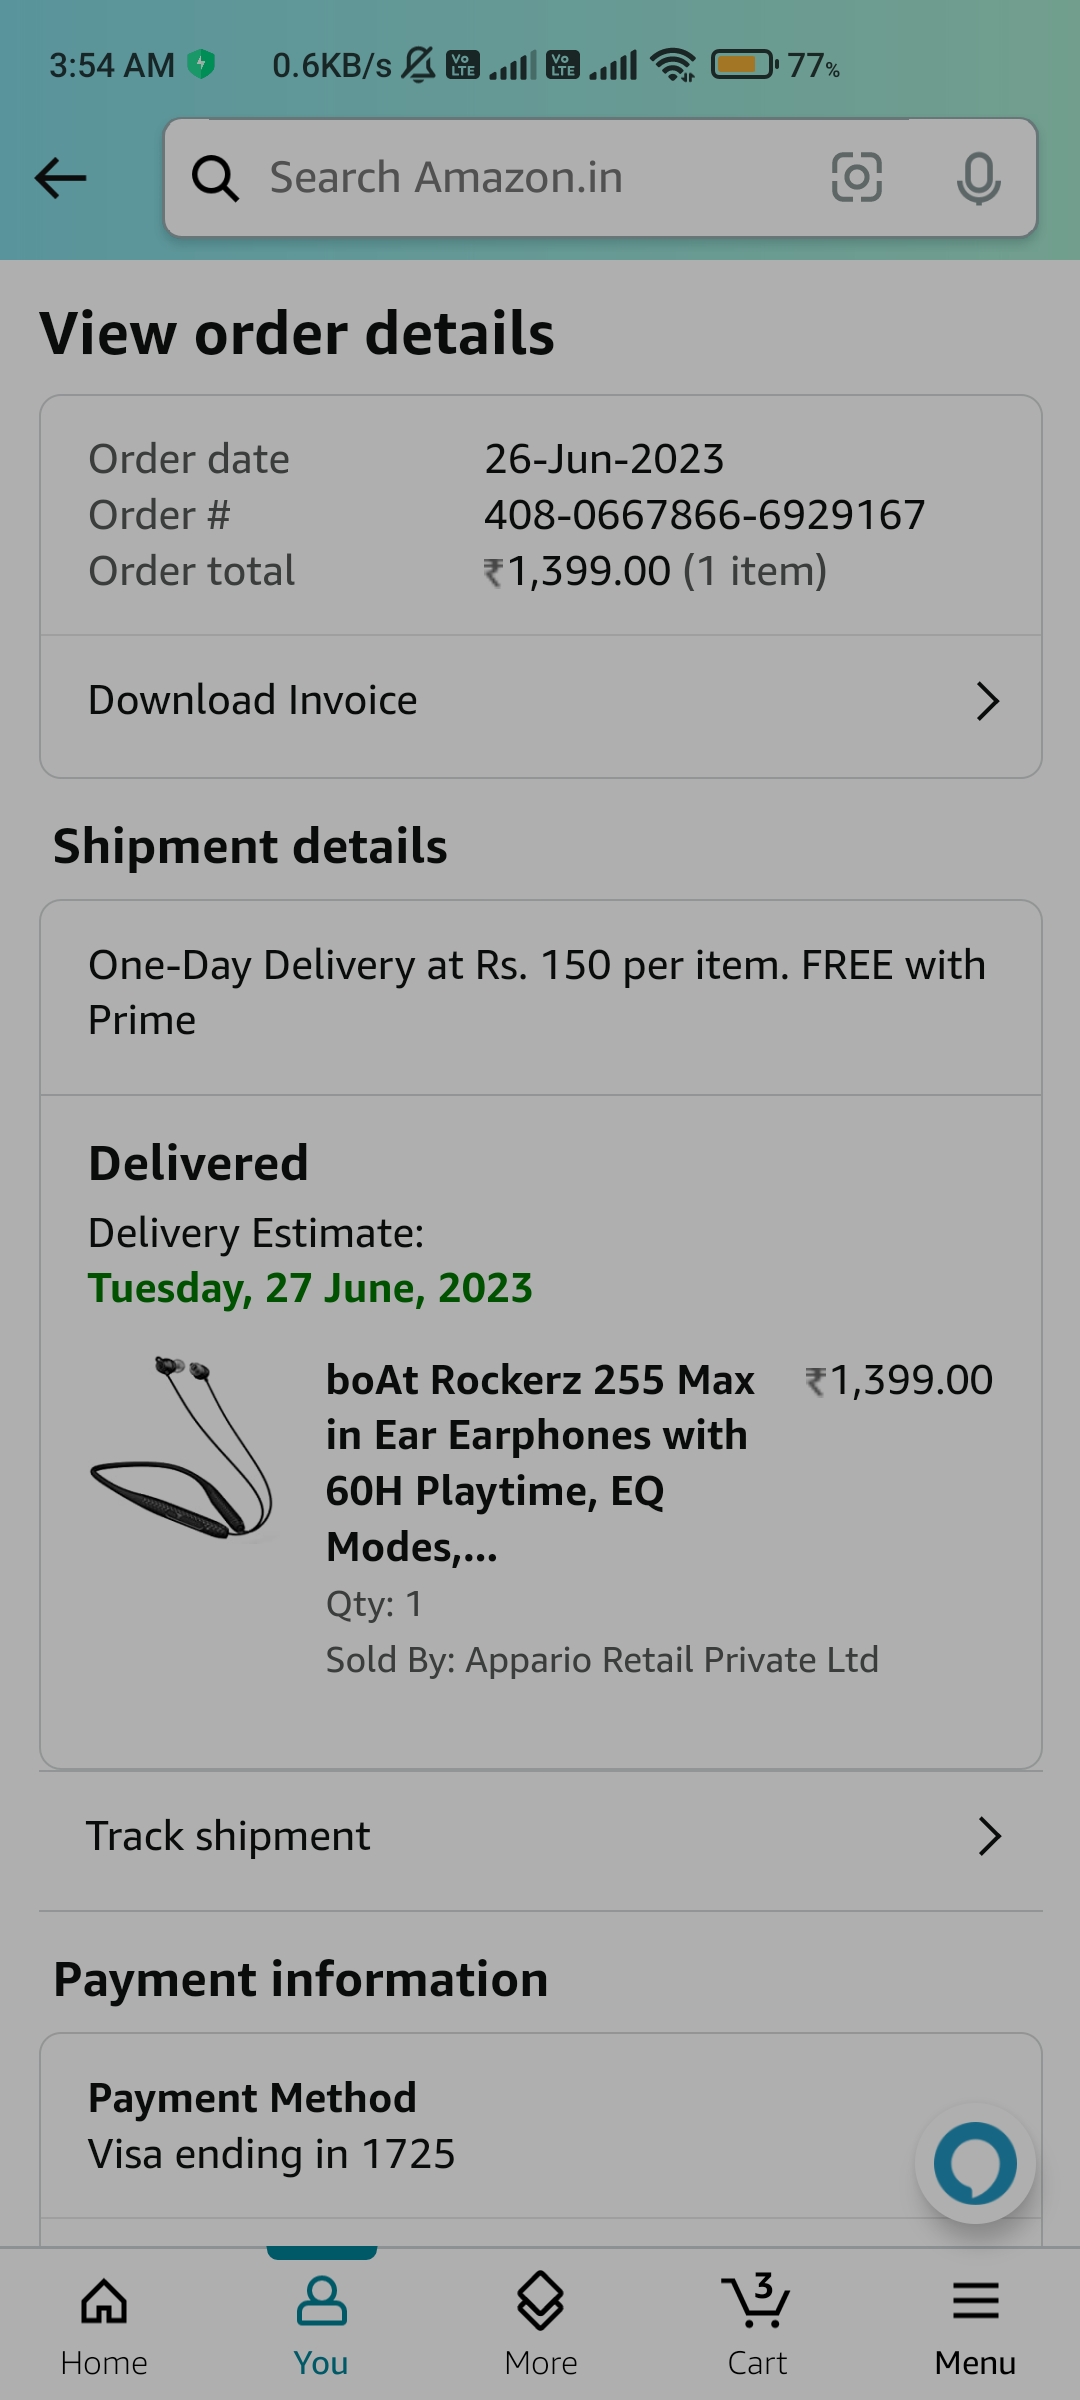 3:54 AM 0.6KB/s Vo LTE Vo LTE 77%
Search Amazon.in
View order details
Order date 26-Jun-2023
Order # 408-0667866-6929167
Order total ₹1,399.00 (1 item)
Download Invoice
Shipment details
One-Day Delivery at Rs. 150 per item. FREE with
Prime
Delivered
Delivery Estimate:
Tuesday, 27 June, 2023
boAt Rockerz 255 Max ₹1,399.00
in Ear Earphones with
60H Playtime, EQ
Modes,...
Qty: 1
Sold By: Appario Retail Private Ltd
Track shipment
Payment information
Payment Method
Visa ending in 1725
3
Home You More Cart Menu